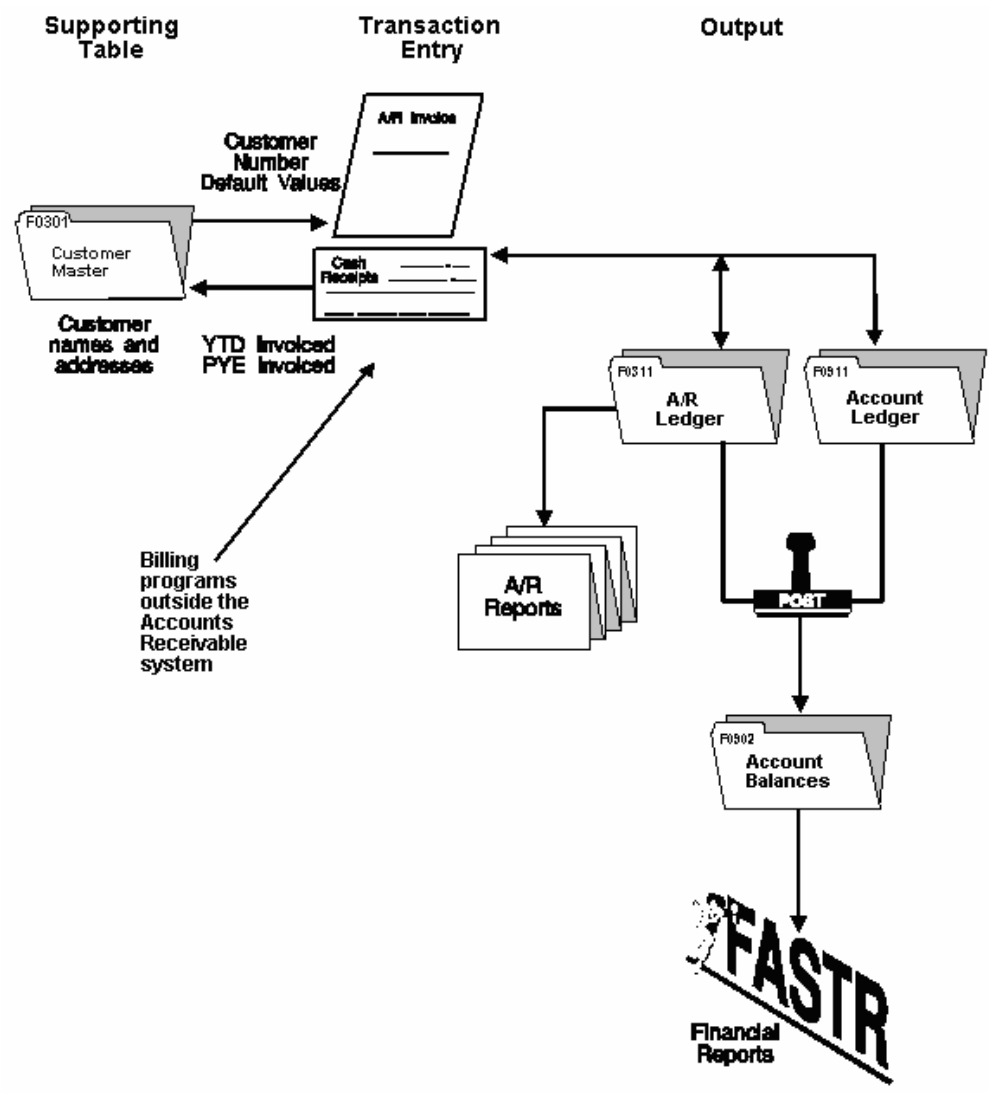 Supporting
Table
Transaction
Entry
Output
A/R Invoice
Customer
Number
Default Values
F0301
Customer
Master
Cash
Receipts
Customer
names and
addresses
YTD Invoiced
PYE Invoiced
F0311
A/R
Ledger
F0911
Account
Ledger
Billing
programs
outside the
Accounts
Receivable
system
A/R
Reports
POST
F0902
Account
Balances
FASTR
Financial
Reports